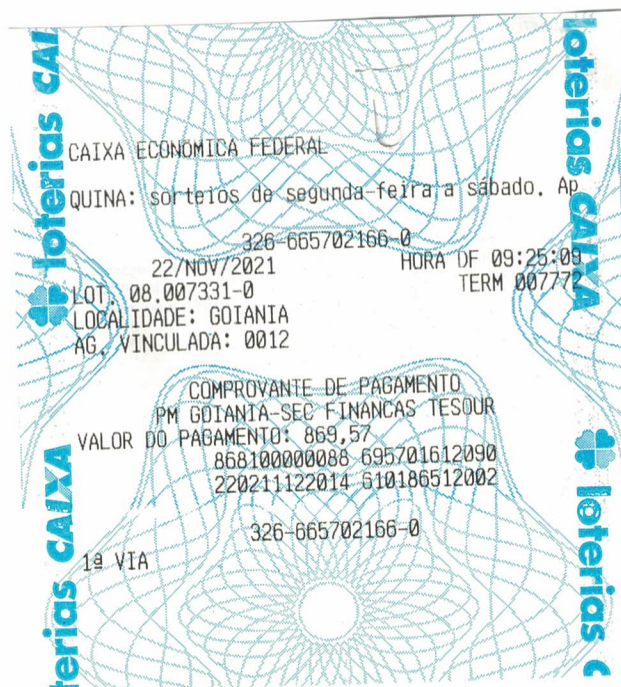 CAIXA ECONOMICA FEDERAL
QUINA: sorteios de segunda-feira a sábado. Ap
326-665702166-0
22/NOV/2021 HORA DF 09:25:09
LOT. 08.007331-0 TERM 007772
LOCALIDADE: GOIANIA
AG. VINCULADA: 0012
COMPROVANTE DE PAGAMENTO
PM GOIANIA-SEC FINANCAS TESOUR
VALOR DO PAGAMENTO: 869,57
868100000088 695701612090
220211122014 610186512002
326-665702166-0
1ª VIA
loterias CAIXA
loterias CAIXA
loterias CAI
terias CAIXA
loterias C